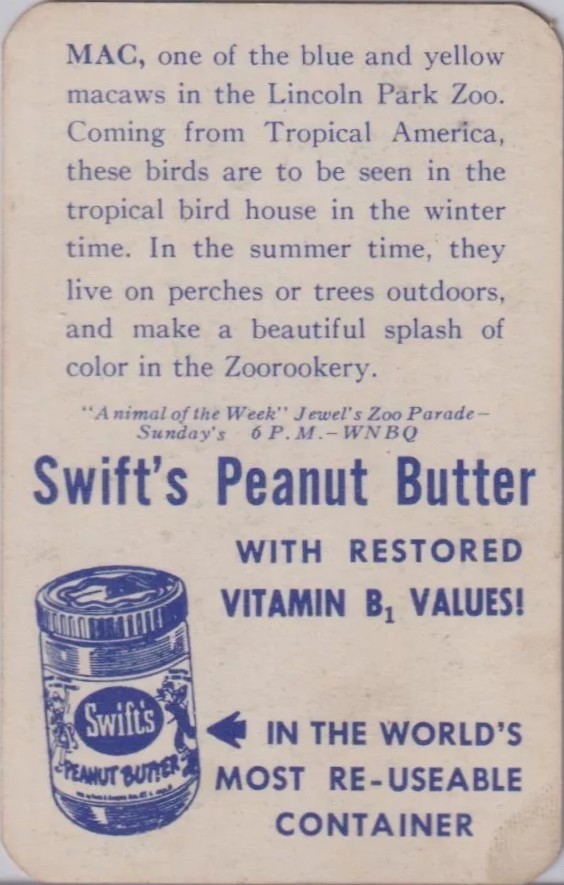 MAC, one of the blue and yellow
macaws in the Lincoln Park Zoo.
Coming from Tropical America,
these birds are to be seen in the
tropical bird house in the winter
time. In the summer time, they
live on perches or trees outdoors,
and make a beautiful splash of
color in the Zoorookery.
"Animal of the Week" Jewel's Zoo Parade—
Sunday's 6 P.M.—WNBQ
Swift's Peanut Butter
WITH RESTORED
VITAMIN B₁ VALUES!
Swift's
PEANUT BUTTER
IN THE WORLD'S
MOST RE-USEABLE
CONTAINER